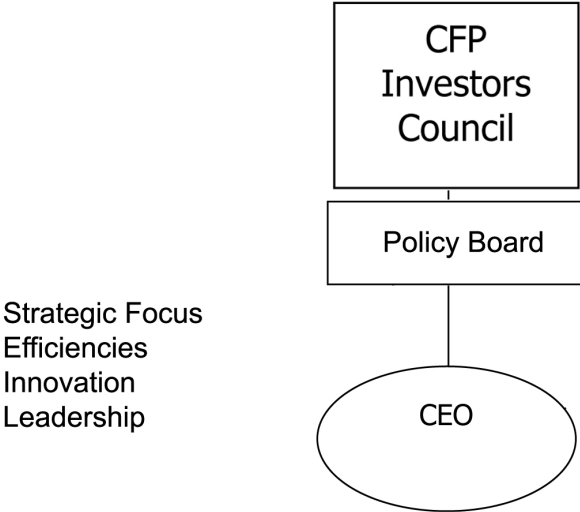 CFP
Investors
Council
Policy Board
Strategic Focus
Efficiencies
Innovation
Leadership
CEO